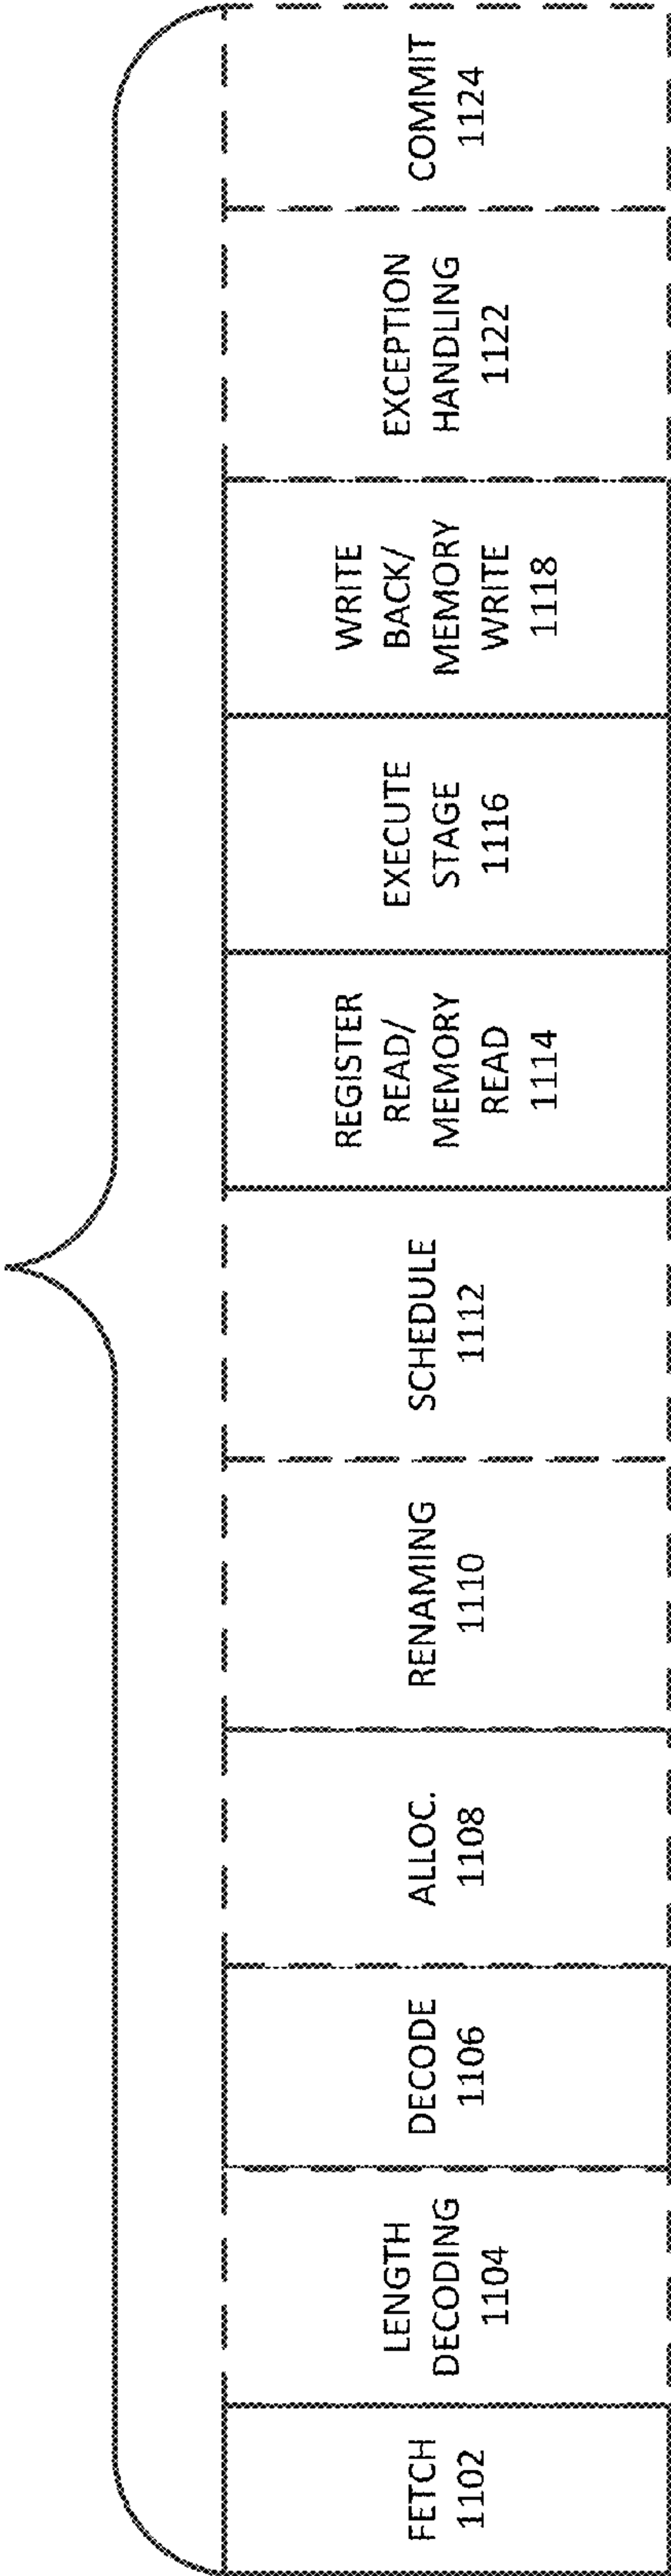 FETCH
1102
LENGTH
DECODING
1104
DECODE
1106
ALLOC.
1108
RENAMING
1110
SCHEDULE
1112
REGISTER
READ/
MEMORY
READ
1114
EXECUTE
STAGE
1116
WRITE
BACK/
MEMORY
WRITE
1118
EXCEPTION
HANDLING
1122
COMMIT
1124